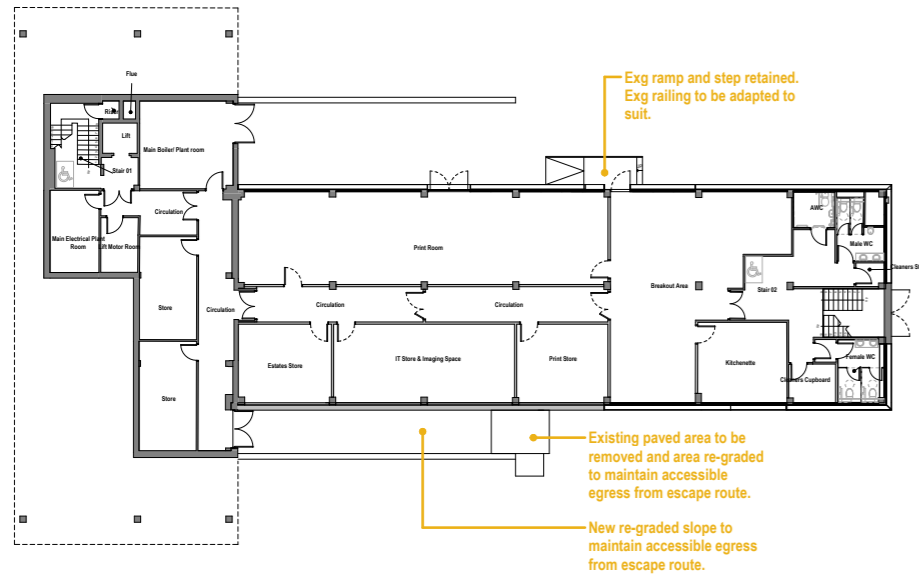 Flue
Riser
Lift
Main Boiler/ Plant room
Stair 01
Circulation
Main Electrical Plant
Room
Lift Motor Room
Store
Circulation
Store
Print Room
Circulation
Circulation
Estates Store
IT Store & Imaging Space
Print Store
Breakout Area
Kitchenette
AWC
Male WC
Cleaners St
Stair 02
Female WC
Cleaners Cupboard
Exg ramp and step retained.
Exg railing to be adapted to
suit.
Existing paved area to be
removed and area re-graded
to maintain accessible
egress from escape route.
New re-graded slope to
maintain accessible egress
from escape route.